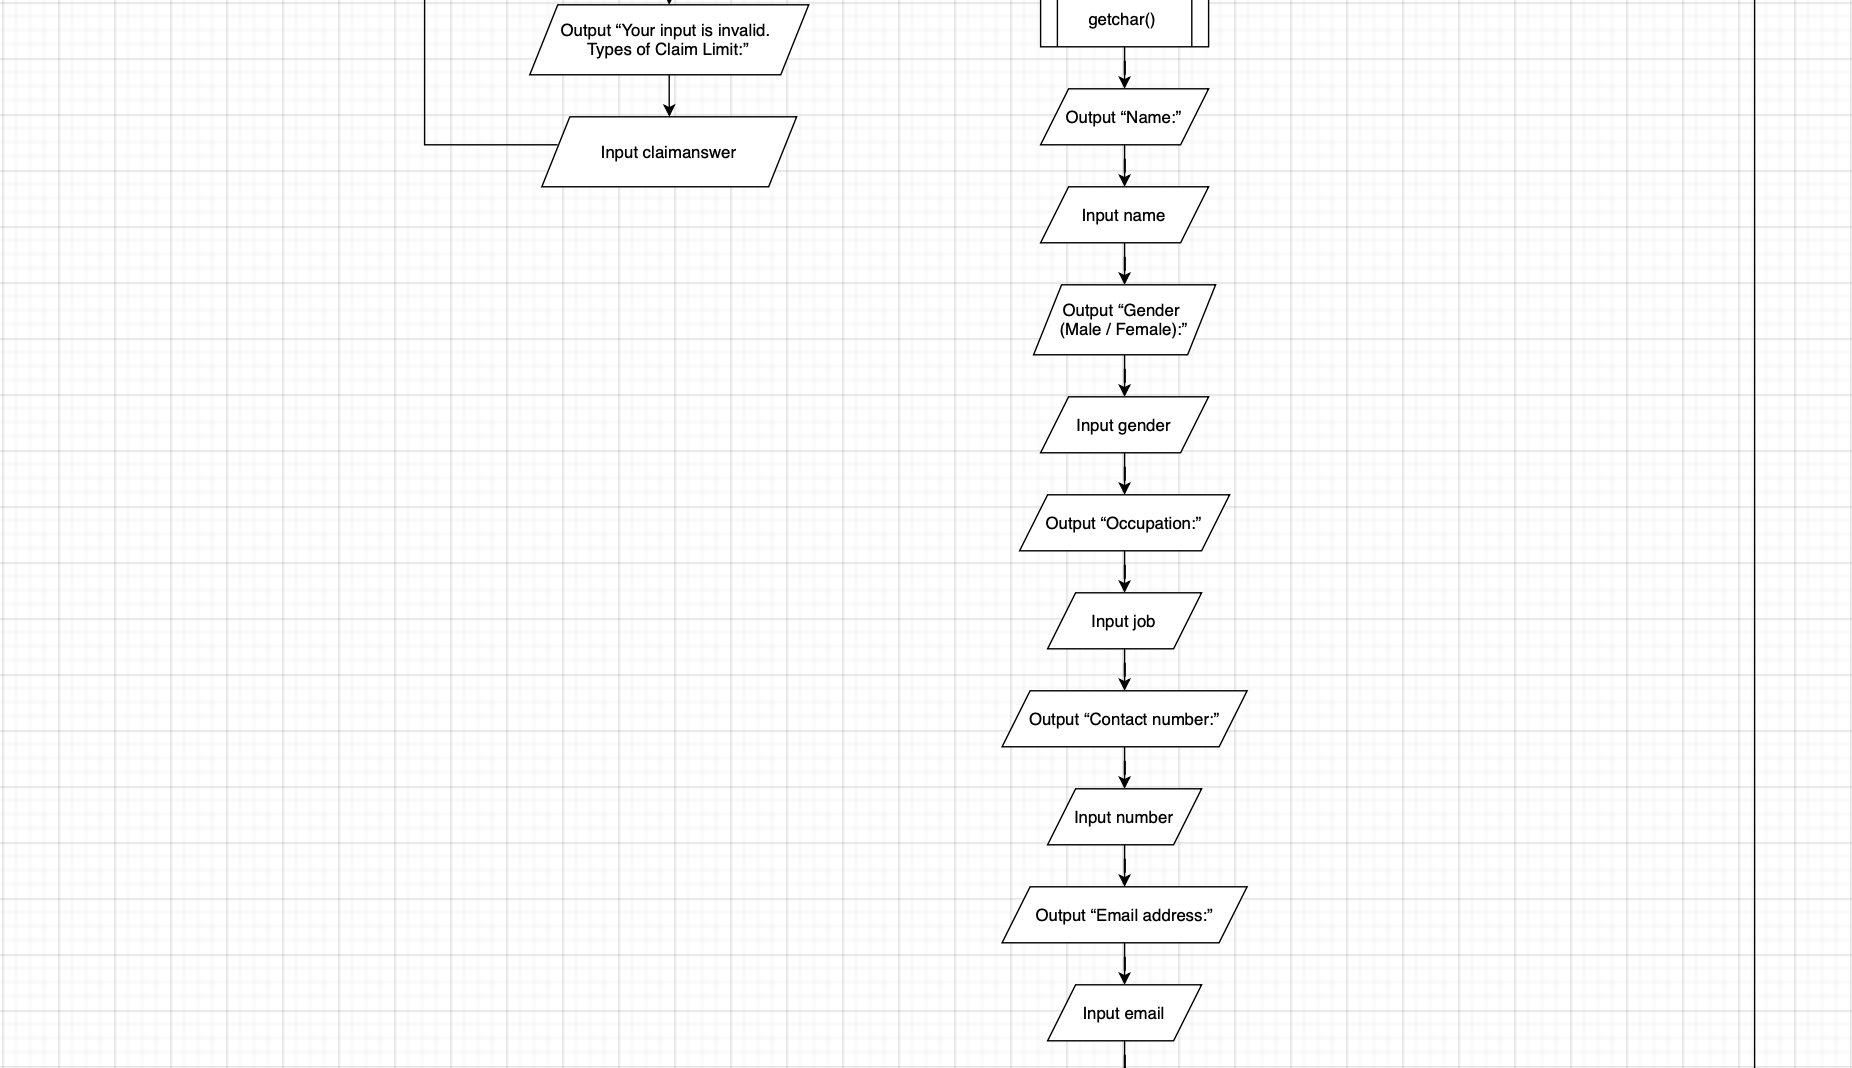 Output “Your input is invalid.
Types of Claim Limit:”
Input claimanswer
getchar()
Output “Name:”
Input name
Output “Gender
(Male / Female):”
Input gender
Output “Occupation:”
Input job
Output “Contact number:”
Input number
Output “Email address:”
Input email